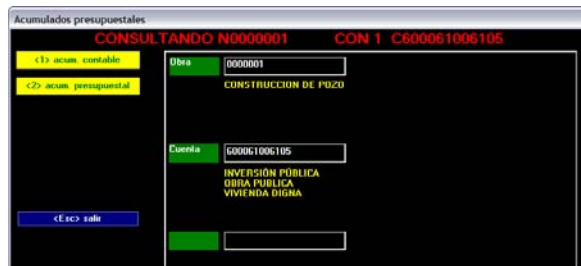 Acumulados presupuestales
CONSULTANDO N0000001 CON 1 C600061006105
<1> acum. contable
<2> acum. presupuestal
Obra 0000001
CONSTRUCCION DE POZO
Cuenta 600061006105
INVERSIÓN PÚBLICA
OBRA PUBLICA
VIVIENDA DIGNA
<Esc> salir